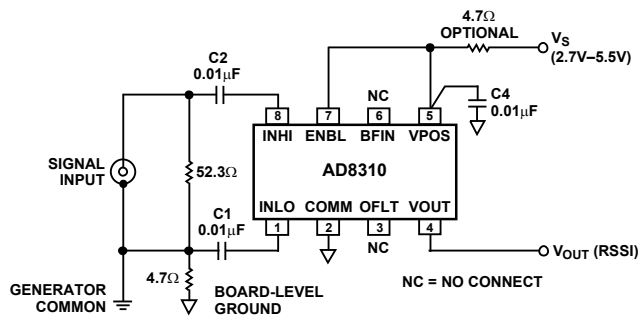 4.7Ω
OPTIONAL
VS
(2.7V–5.5V)
C2
0.01μF
NC
C4
0.01μF
8
7
6
5
INHI
ENBL
BFIN
VPOS
SIGNAL
INPUT
52.3Ω
AD8310
C1
0.01μF
INLO
COMM
OFLT
VOUT
1
2
3
4
NC
VOUT (RSSI)
4.7Ω
NC = NO CONNECT
GENERATOR
COMMON
BOARD-LEVEL
GROUND